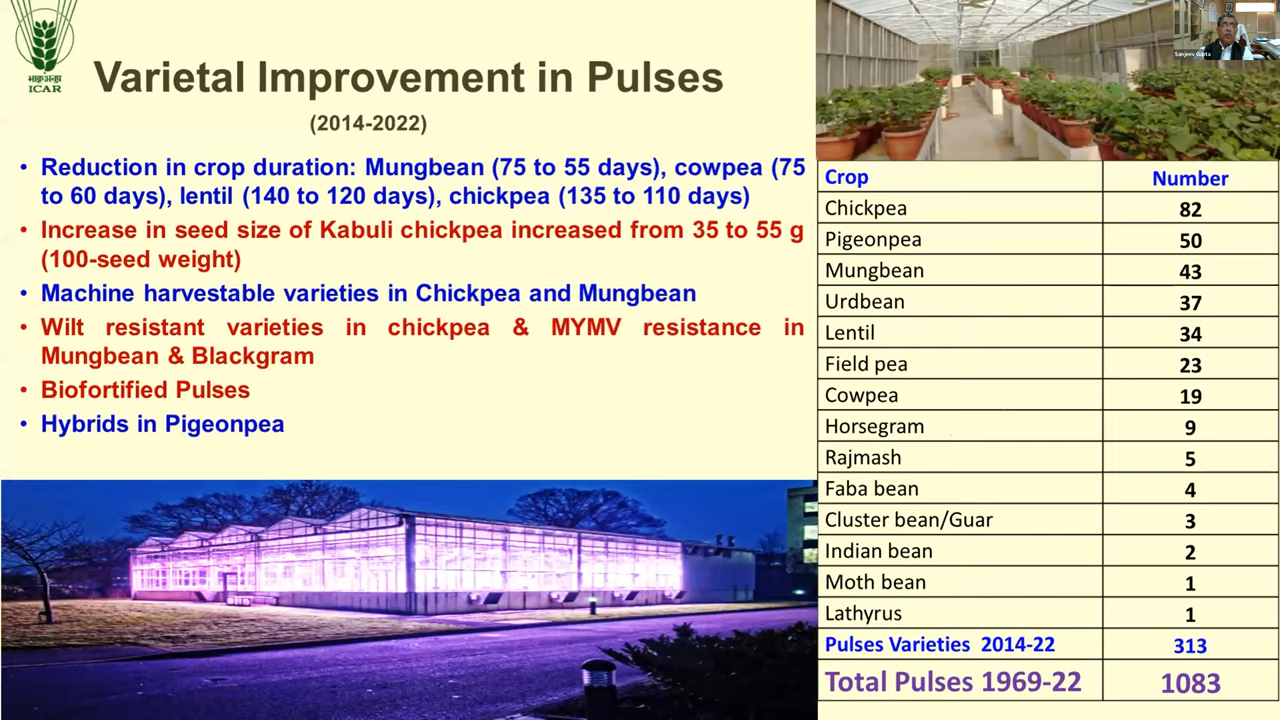 भाकृअनुप
ICAR
Varietal Improvement in Pulses
(2014-2022)
• Reduction in crop duration: Mungbean (75 to 55 days), cowpea (75
to 60 days), lentil (140 to 120 days), chickpea (135 to 110 days)
• Increase in seed size of Kabuli chickpea increased from 35 to 55 g
(100-seed weight)
• Machine harvestable varieties in Chickpea and Mungbean
• Wilt resistant varieties in chickpea & MYMV resistance in
Mungbean & Blackgram
• Biofortified Pulses
• Hybrids in Pigeonpea
Sanjeev Gupta
Crop Number
Chickpea 82
Pigeonpea 50
Mungbean 43
Urdbean 37
Lentil 34
Field pea 23
Cowpea 19
Horsegram 9
Rajmash 5
Faba bean 4
Cluster bean/Guar 3
Indian bean 2
Moth bean 1
Lathyrus 1
Pulses Varieties 2014-22 313
Total Pulses 1969-22 1083